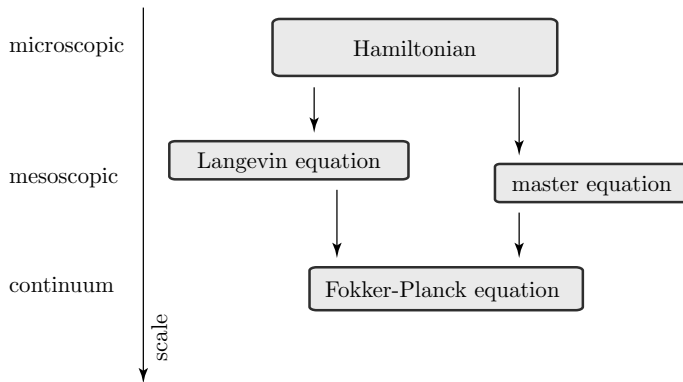 microscopic
Hamiltonian
Langevin equation
mesoscopic
master equation
continuum
Fokker-Planck equation
scale